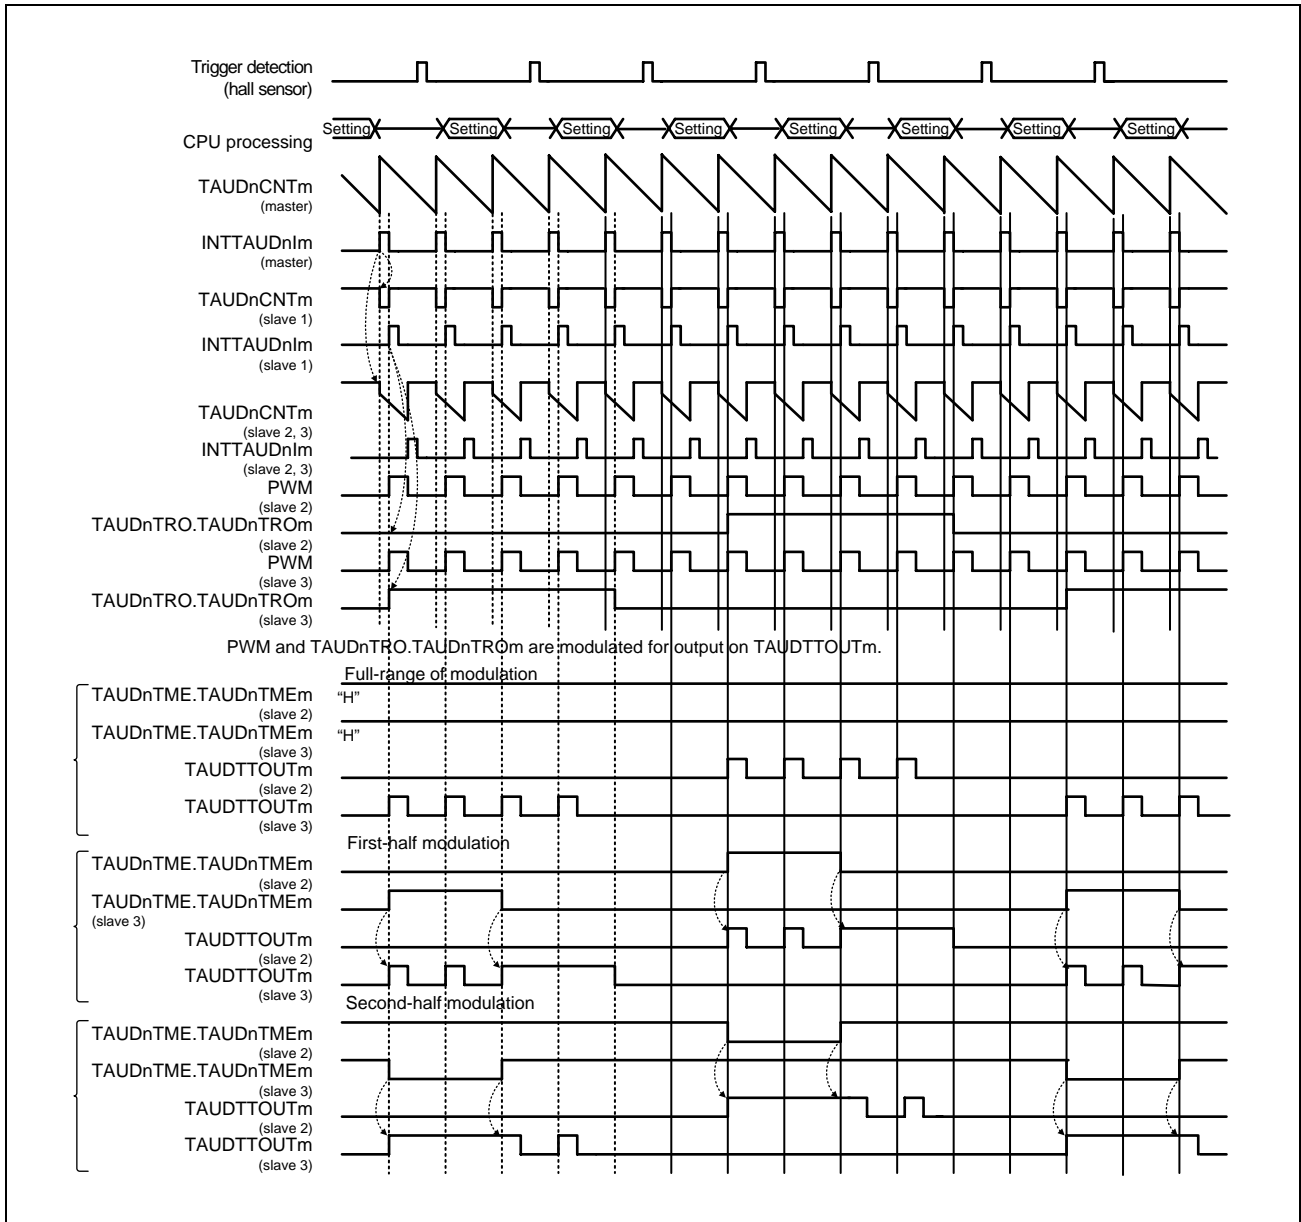 Trigger detection
(hall sensor)
CPU processing
Setting Setting Setting Setting Setting Setting Setting Setting
TAUDnCNTm
(master)
INTTAUDnIm
(master)
TAUDnCNTm
(slave 1)
INTTAUDnIm
(slave 1)
TAUDnCNTm
(slave 2, 3)
INTTAUDnIm
(slave 2, 3)
PWM
(slave 2)
TAUDnTRO.TAUDnTROm
(slave 2)
PWM
(slave 3)
TAUDnTRO.TAUDnTROm
(slave 3)
PWM and TAUDnTRO.TAUDnTROm are modulated for output on TAUDTTOUTm.
Full-range of modulation
TAUDnTME.TAUDnTMEm “H”
(slave 2)
TAUDnTME.TAUDnTMEm “H”
(slave 3)
TAUDTTOUTm
(slave 2)
TAUDTTOUTm
(slave 3)
First-half modulation
TAUDnTME.TAUDnTMEm
(slave 2)
TAUDnTME.TAUDnTMEm
(slave 3)
TAUDTTOUTm
(slave 2)
TAUDTTOUTm
(slave 3)
Second-half modulation
TAUDnTME.TAUDnTMEm
(slave 2)
TAUDnTME.TAUDnTMEm
(slave 3)
TAUDTTOUTm
(slave 2)
TAUDTTOUTm
(slave 3)